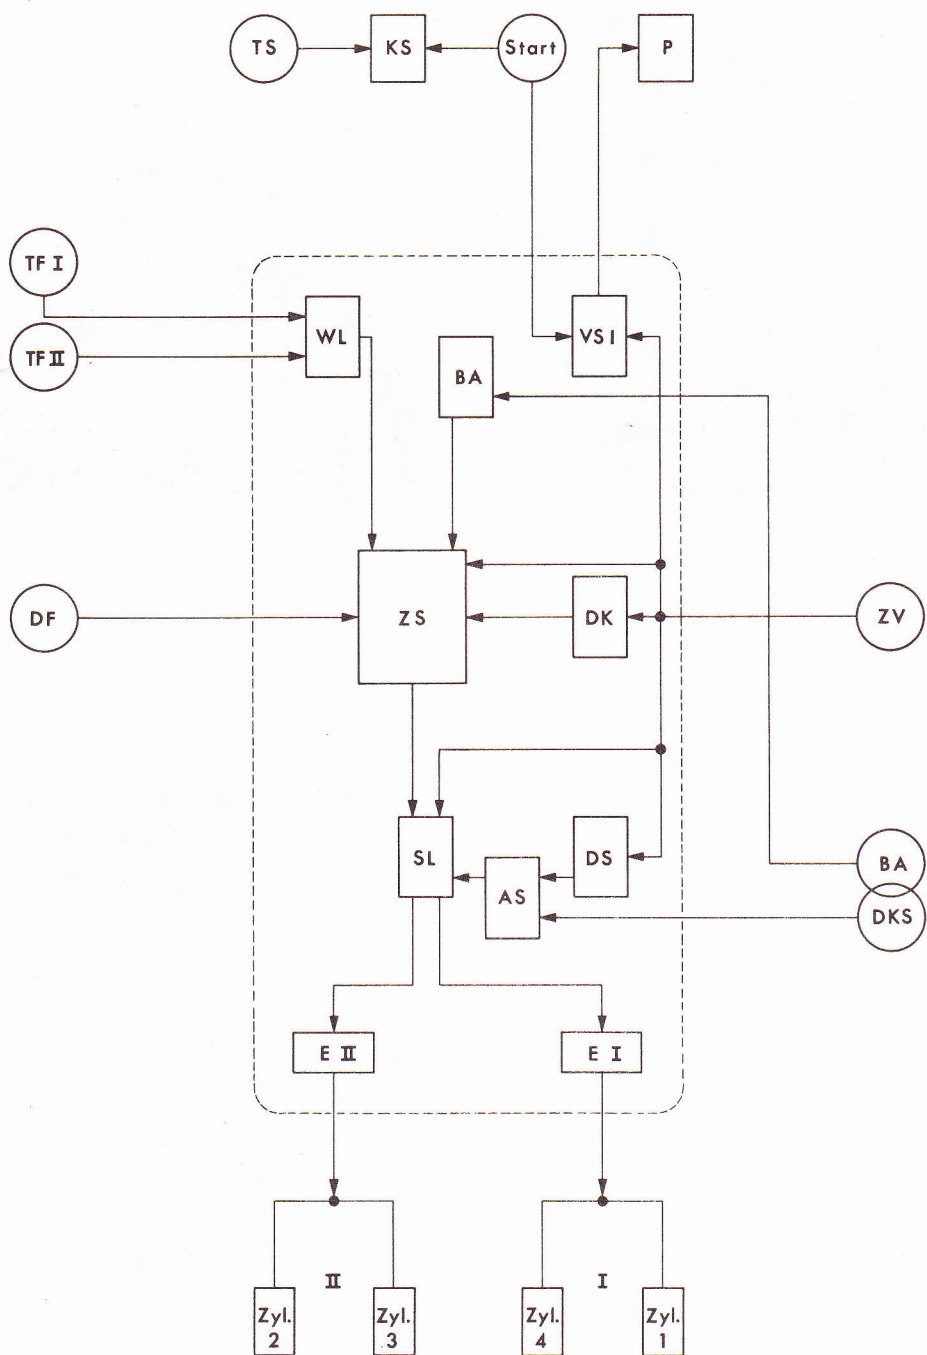 TS
KS
Start
P
TF I
TF II
WL
VSI
BA
DF
ZS
DK
ZV
SL
DS
AS
BA
DKS
E II
E I
II
I
Zyl.
2
Zyl.
3
Zyl.
4
Zyl.
1